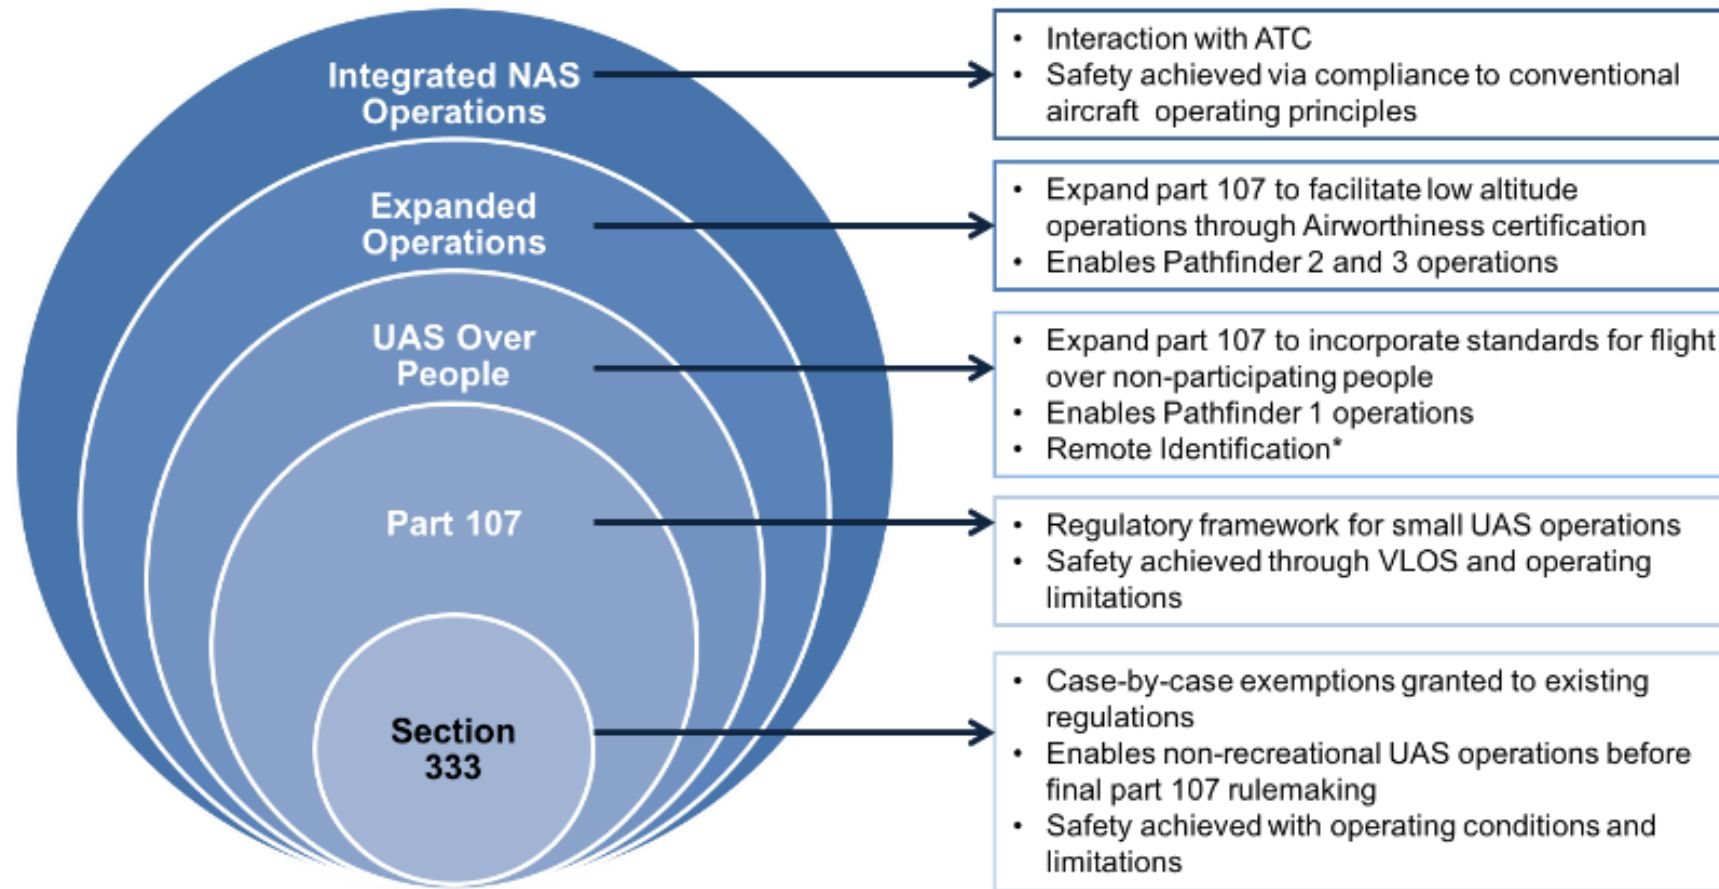 Integrated NAS
Operations
• Interaction with ATC
• Safety achieved via compliance to conventional
aircraft operating principles
Expanded
Operations
• Expand part 107 to facilitate low altitude
operations through Airworthiness certification
• Enables Pathfinder 2 and 3 operations
UAS Over
People
• Expand part 107 to incorporate standards for flight
over non-participating people
• Enables Pathfinder 1 operations
• Remote Identification*
Part 107
• Regulatory framework for small UAS operations
• Safety achieved through VLOS and operating
limitations
Section
333
• Case-by-case exemptions granted to existing
regulations
• Enables non-recreational UAS operations before
final part 107 rulemaking
• Safety achieved with operating conditions and
limitations